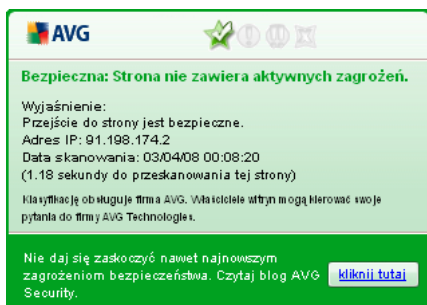 AVG
Bezpieczna: Strona nie zawiera aktywnych zagrożeń.
Wyjaśnienie:
Przejście do strony jest bezpieczne.
Adres IP: 91.198.174.2
Data skanowania: 03/04/08 00:08:20
(1.18 sekundy do przeskanowania tej strony)
Klasyfikację obsługuje firma AVG. Właściciele witryn mogą kierować swoje
pytania do firmy AVG Technologies.
Nie daj się zaskoczyć nawet najnowszym
zagrożeniom bezpieczeństwa. Czytaj blog AVG
Security.
kliknij tutaj